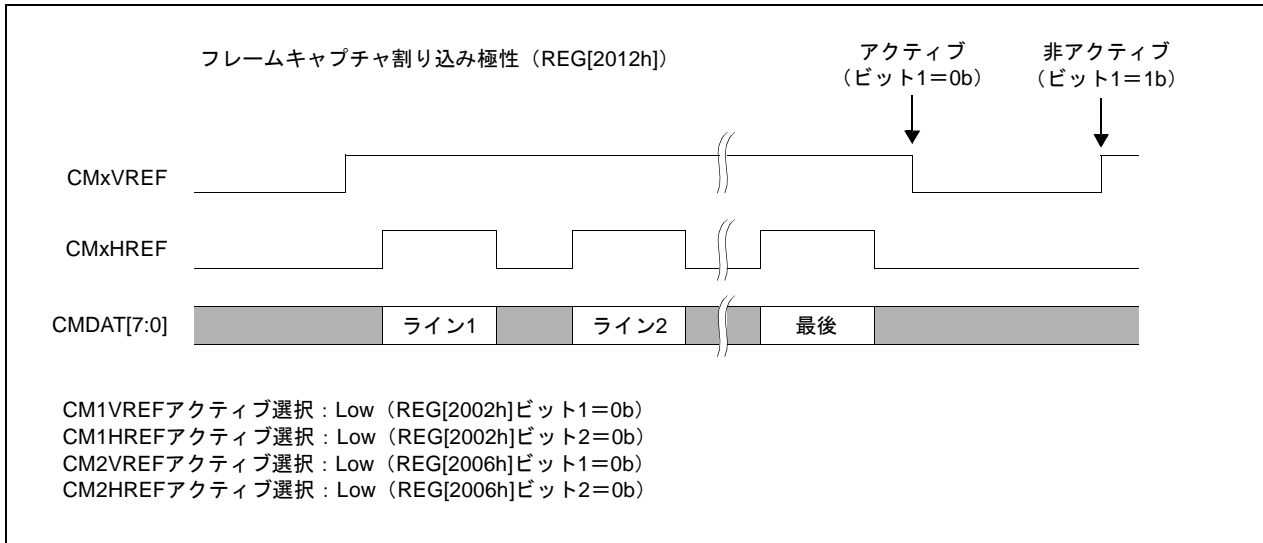 フレームキャプチャ割り込み極性（REG[2012h]）
アクティブ
（ビット1＝0b）
非アクティブ
（ビット1＝1b）
CMxVREF
CMxHREF
CMDAT[7:0]
ライン1
ライン2
最後
CM1VREFアクティブ選択：Low（REG[2002h]ビット1＝0b）
CM1HREFアクティブ選択：Low（REG[2002h]ビット2＝0b）
CM2VREFアクティブ選択：Low（REG[2006h]ビット1＝0b）
CM2HREFアクティブ選択：Low（REG[2006h]ビット2＝0b）